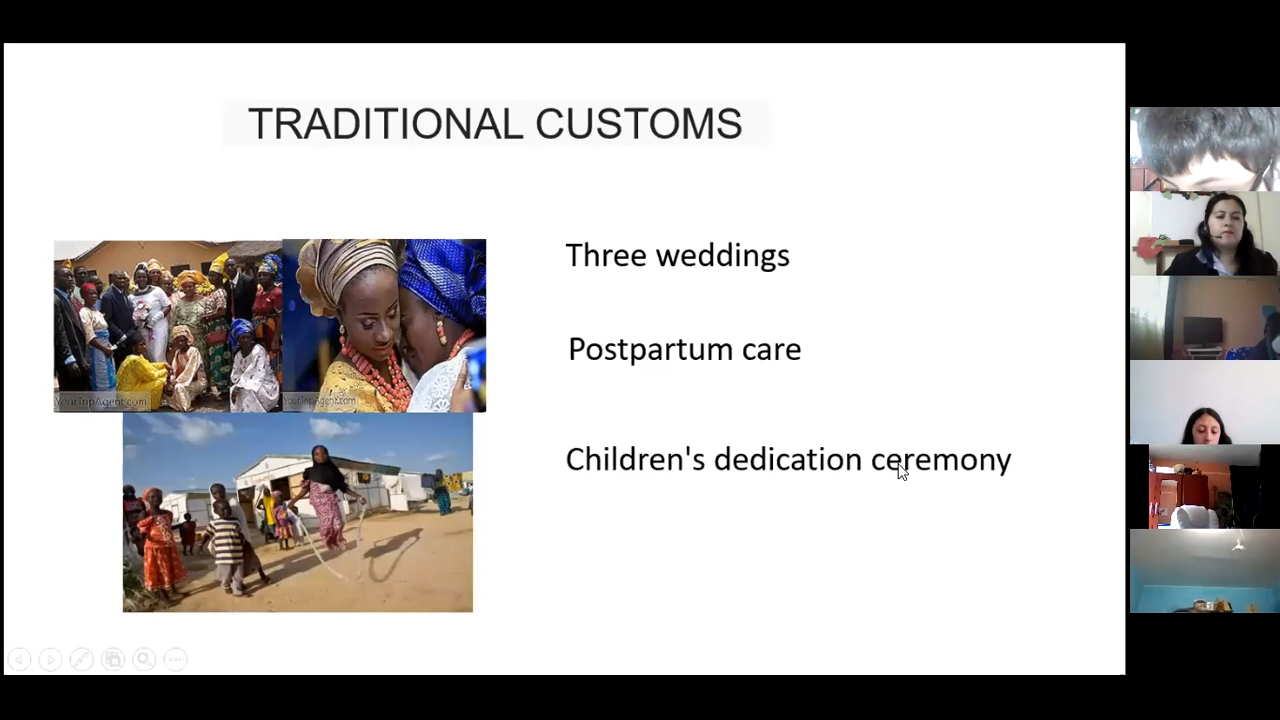 TRADITIONAL CUSTOMS
Three weddings
Postpartum care
Children's dedication ceremony
YourTripAgent.com
YourTripAgent.com